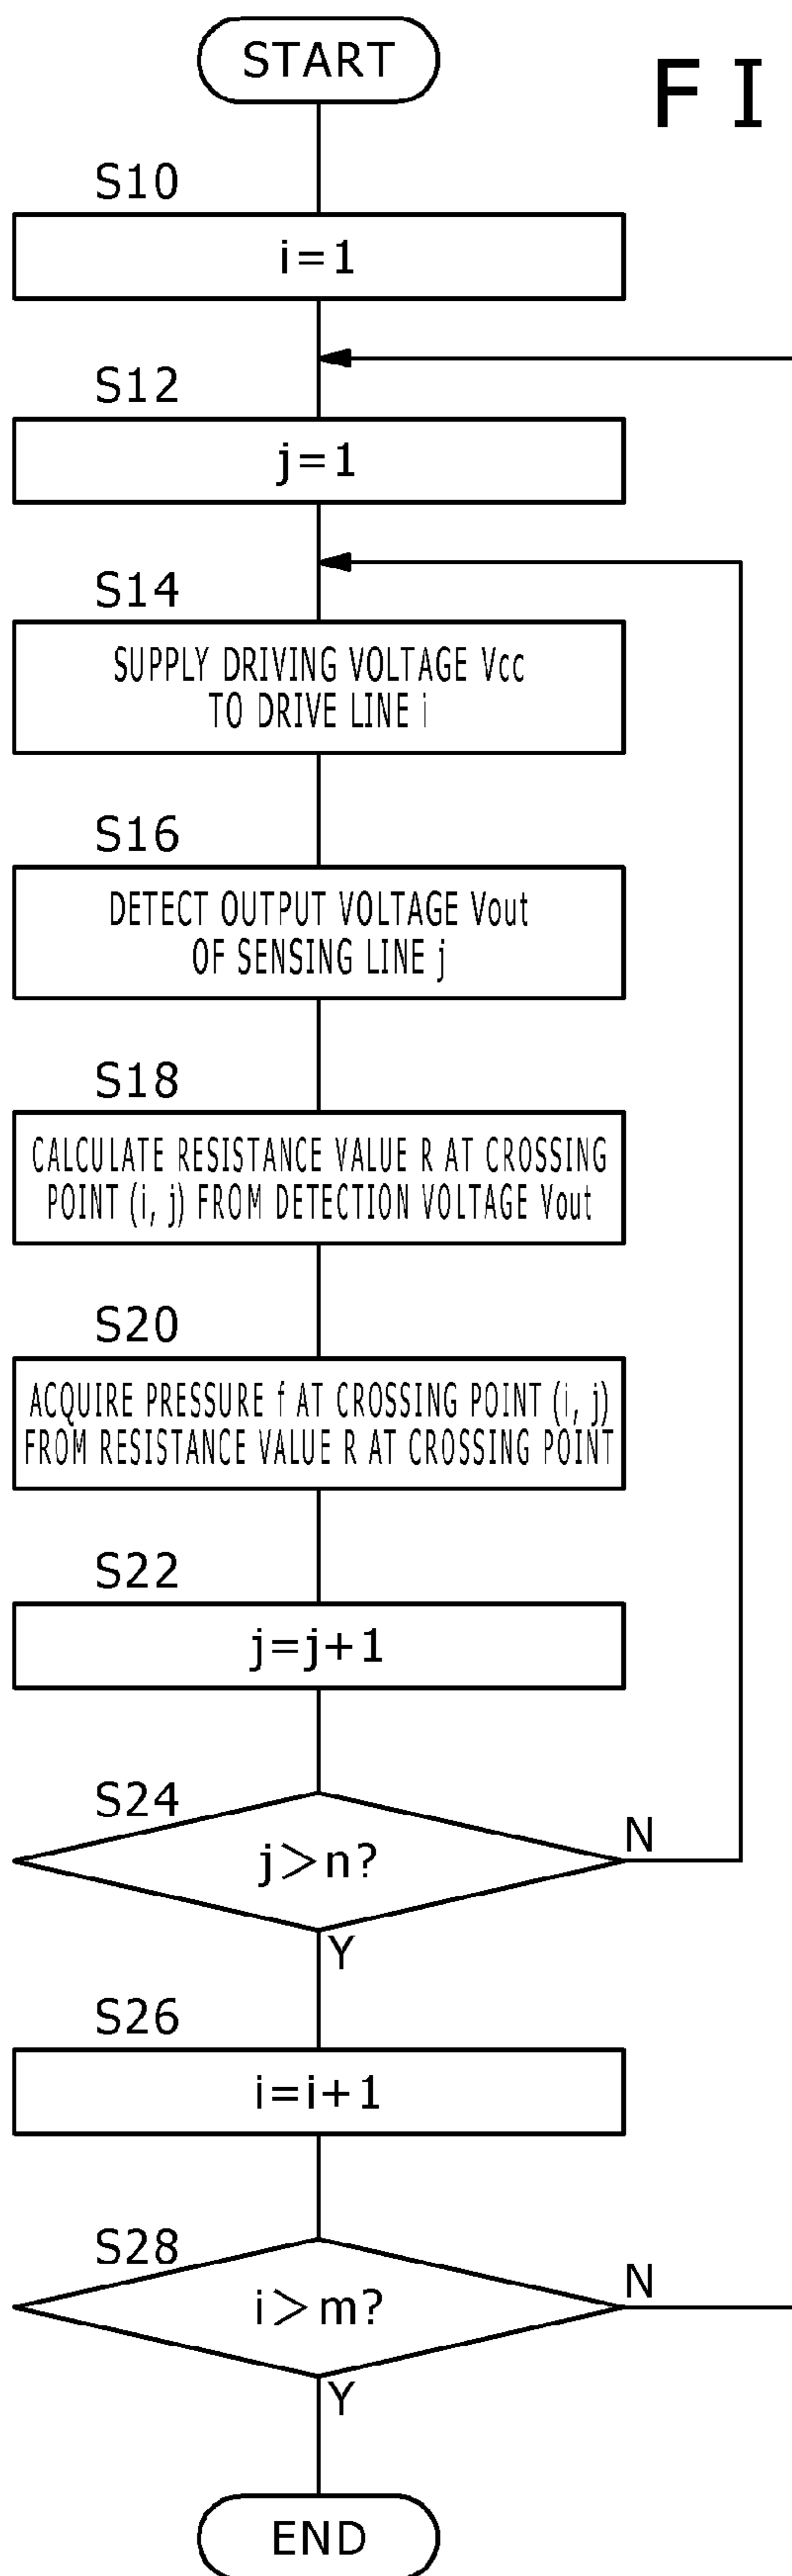 START
F I
S10
i=1
S12
j=1
S14
SUPPLY DRIVING VOLTAGE Vcc
TO DRIVE LINE i
S16
DETECT OUTPUT VOLTAGE Vout
OF SENSING LINE j
S18
CALCULATE RESISTANCE VALUE R AT CROSSING
POINT (i, j) FROM DETECTION VOLTAGE Vout
S20
ACQUIRE PRESSURE f AT CROSSING POINT (i, j)
FROM RESISTANCE VALUE R AT CROSSING POINT
S22
j=j+1
S24
j>n?
N
Y
S26
i=i+1
S28
i>m?
N
Y
END